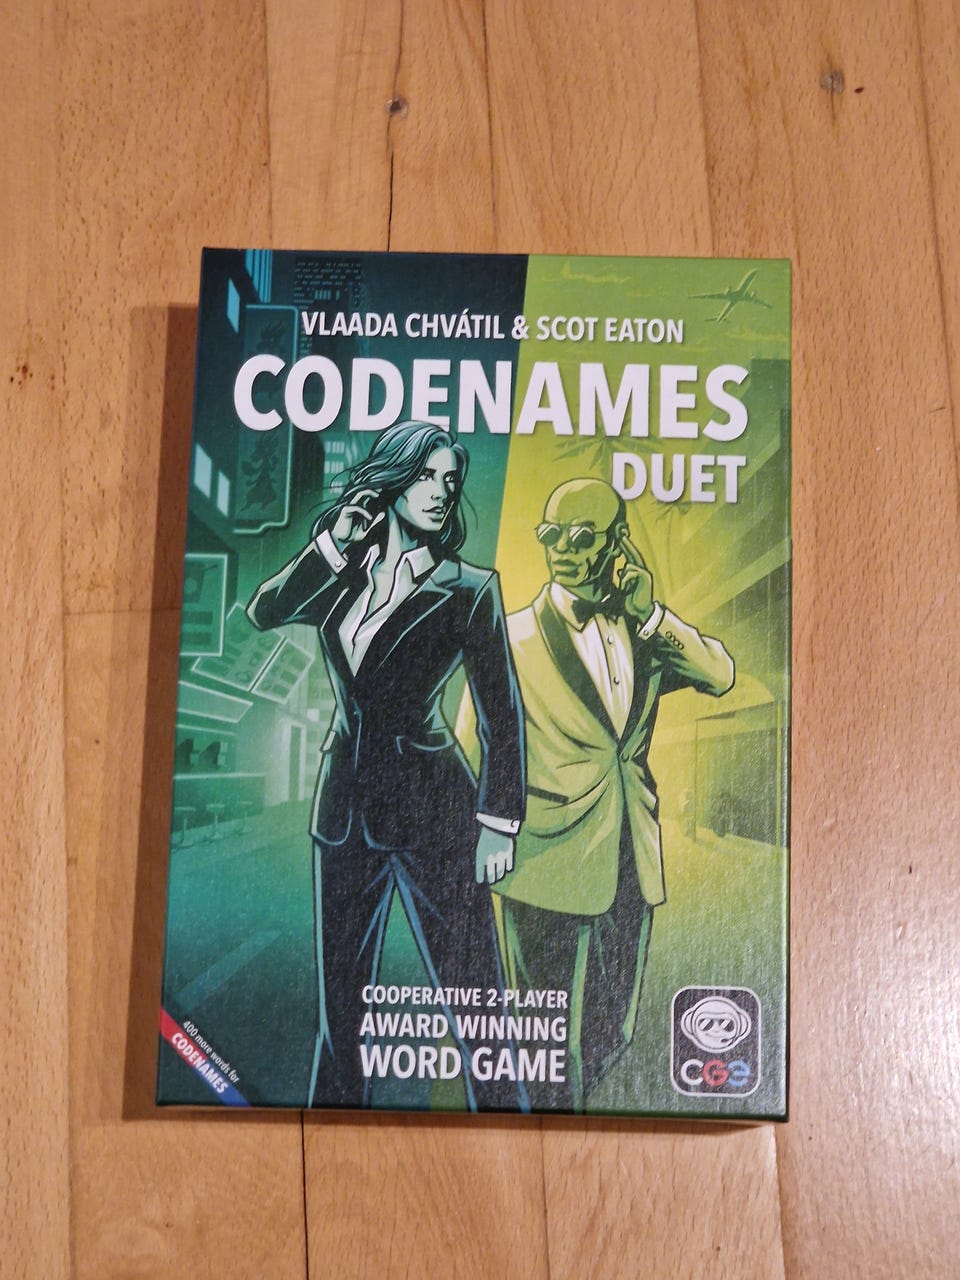 VLAADA CHVÁTIL & SCOT EATON
CODENAMES
DUET
COOPERATIVE 2-PLAYER
AWARD WINNING
WORD GAME
400 more words for
CODENAMES
CGE